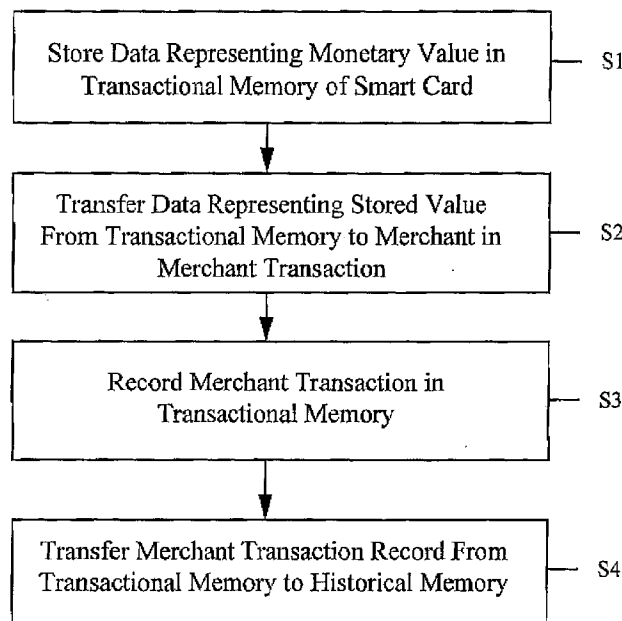 Store Data Representing Monetary Value in
Transactional Memory of Smart Card
S1
Transfer Data Representing Stored Value
From Transactional Memory to Merchant in
Merchant Transaction
S2
Record Merchant Transaction in
Transactional Memory
S3
Transfer Merchant Transaction Record From
Transactional Memory to Historical Memory
S4